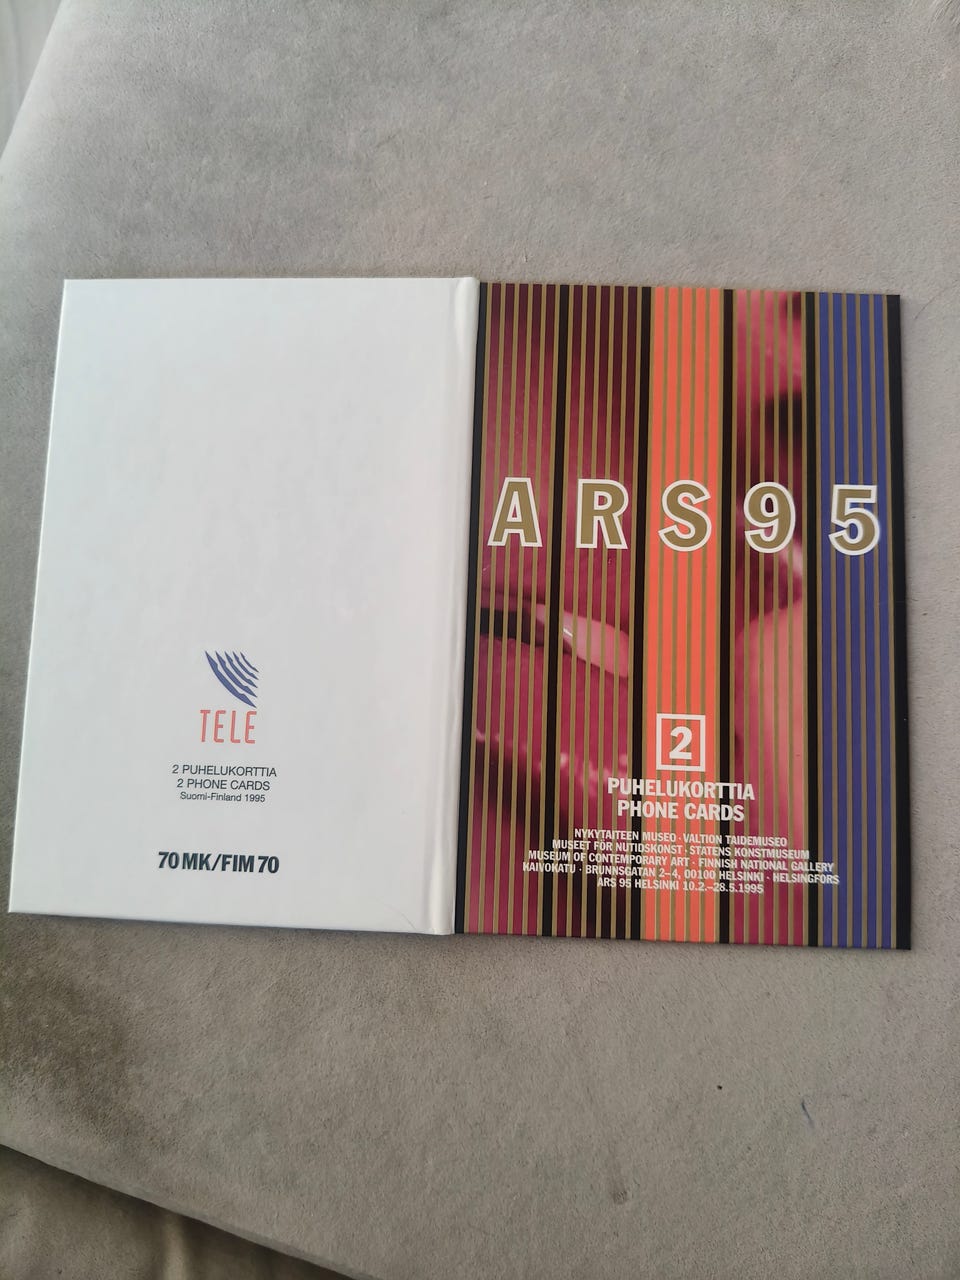 TELE
2 PUHELUKORTTIA
2 PHONE CARDS
Suomi-Finland 1995
70 MK/FIM 70
ARS95
2
PUHELUKORTTIA
PHONE CARDS
NYKYTAITEEN MUSEO · VALTION TAIDEMUSEO
MUSEET FÖR NUTIDSKONST · STATENS KONSTMUSEUM
MUSEUM OF CONTEMPORARY ART · FINNISH NATIONAL GALLERY
KAIVOKATU · BRUNNSGATAN 2–4, 00100 HELSINKI · HELSINGFORS
ARS 95 HELSINKI 10.2.–28.5.1995